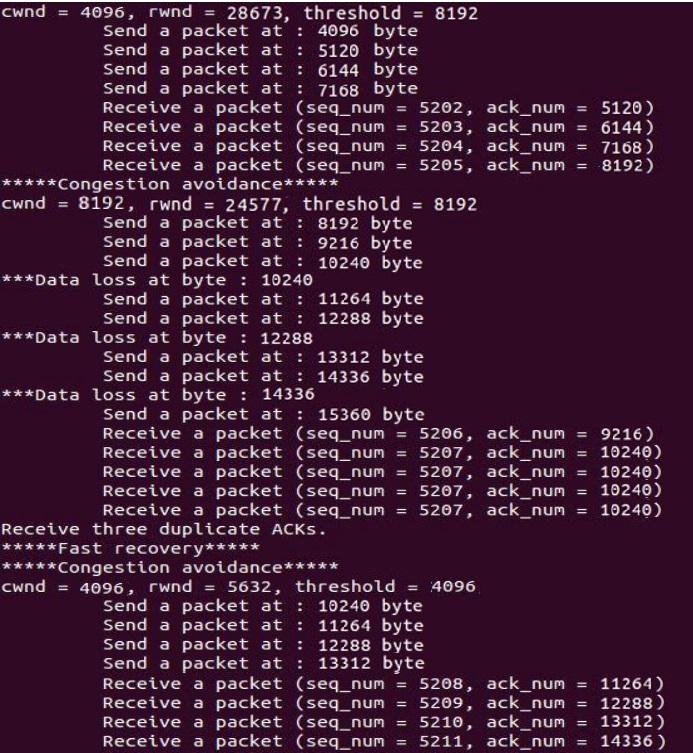 cwnd = 4096, rwnd = 28673, threshold = 8192
Send a packet at : 4096 byte
Send a packet at : 5120 byte
Send a packet at : 6144 byte
Send a packet at : 7168 byte
Receive a packet (seq_num = 5202, ack_num = 5120)
Receive a packet (seq_num = 5203, ack_num = 6144)
Receive a packet (seq_num = 5204, ack_num = 7168)
Receive a packet (seq_num = 5205, ack_num = 8192)
*****Congestion avoidance*****
cwnd = 8192, rwnd = 24577, threshold = 8192
Send a packet at : 8192 byte
Send a packet at : 9216 byte
Send a packet at : 10240 byte
***Data loss at byte : 10240
Send a packet at : 11264 byte
Send a packet at : 12288 byte
***Data loss at byte : 12288
Send a packet at : 13312 byte
Send a packet at : 14336 byte
***Data loss at byte : 14336
Send a packet at : 15360 byte
Receive a packet (seq_num = 5206, ack_num = 9216)
Receive a packet (seq_num = 5207, ack_num = 10240)
Receive a packet (seq_num = 5207, ack_num = 10240)
Receive a packet (seq_num = 5207, ack_num = 10240)
Receive a packet (seq_num = 5207, ack_num = 10240)
Receive three duplicate ACKs.
*****Fast recovery*****
*****Congestion avoidance*****
cwnd = 4096, rwnd = 5632, threshold = 4096
Send a packet at : 10240 byte
Send a packet at : 11264 byte
Send a packet at : 12288 byte
Send a packet at : 13312 byte
Receive a packet (seq_num = 5208, ack_num = 11264)
Receive a packet (seq_num = 5209, ack_num = 12288)
Receive a packet (seq_num = 5210, ack_num = 13312)
Receive a packet (seq_num = 5211, ack_num = 14336)